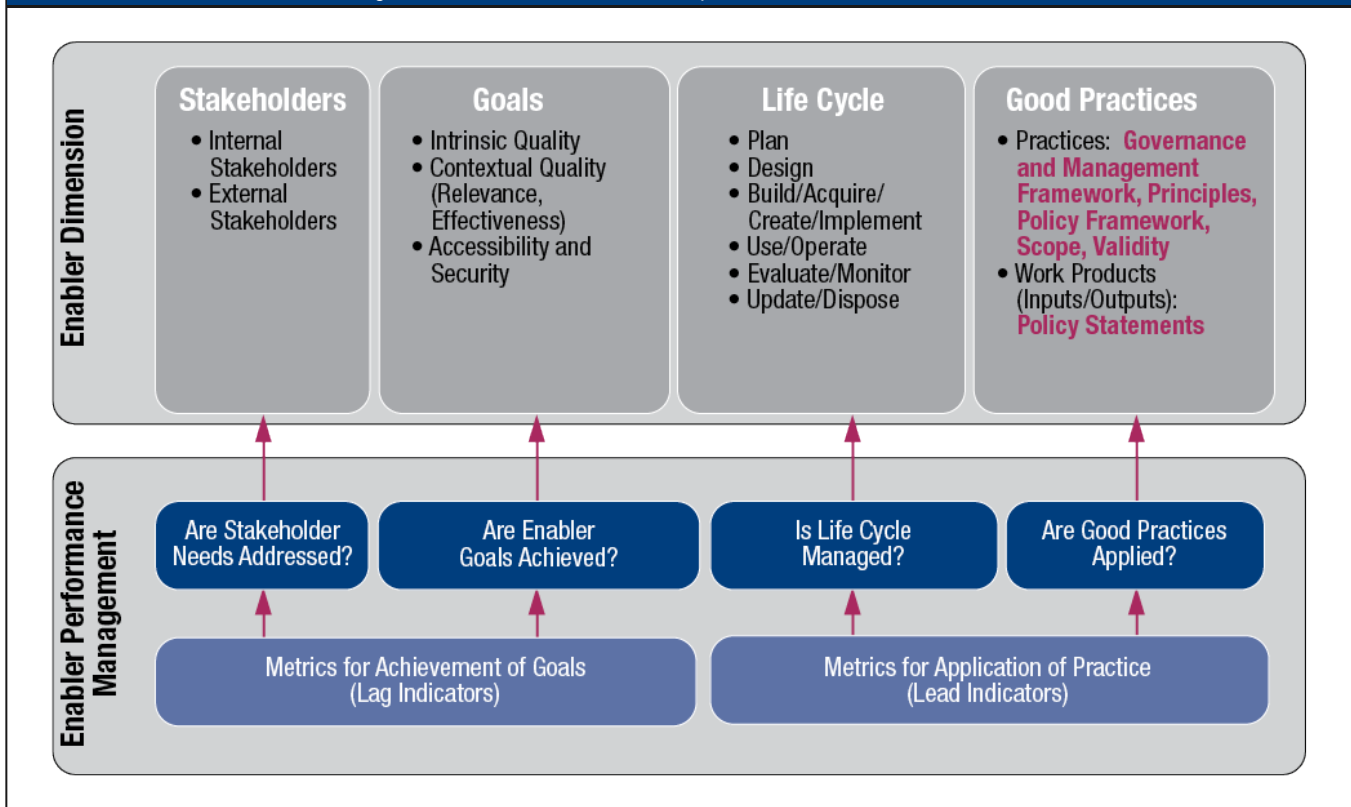 Enabler Dimension
Stakeholders
• Internal
Stakeholders
• External
Stakeholders
Goals
• Intrinsic Quality
• Contextual Quality
(Relevance,
Effectiveness)
• Accessibility and
Security
Life Cycle
• Plan
• Design
• Build/Acquire/
Create/Implement
• Use/Operate
• Evaluate/Monitor
• Update/Dispose
Good Practices
• Practices: Governance
and Management
Framework, Principles,
Policy Framework,
Scope, Validity
• Work Products
(Inputs/Outputs):
Policy Statements
Enabler Performance
Management
Are Stakeholder
Needs Addressed?
Are Enabler
Goals Achieved?
Is Life Cycle
Managed?
Are Good Practices
Applied?
Metrics for Achievement of Goals
(Lag Indicators)
Metrics for Application of Practice
(Lead Indicators)